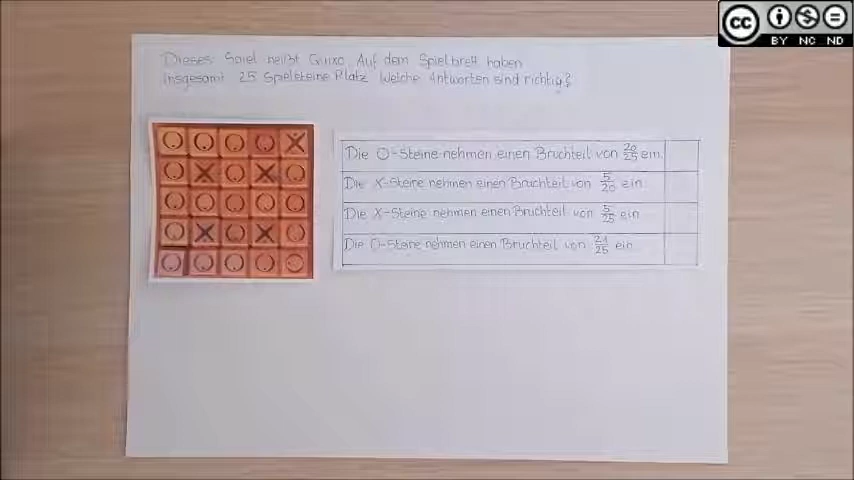 Dieses Spiel heißt Quixo. Auf dem Spielbrett haben
insgesamt 25 Spielsteine Platz. Welche Antworten sind richtig?
Die O-Steine nehmen einen Bruchteil von 20/25 ein.
Die X-Steine nehmen einen Bruchteil von 5/20 ein.
Die X-Steine nehmen einen Bruchteil von 5/25 ein.
Die O-Steine nehmen einen Bruchteil von 21/25 ein.
cc
BY NC ND